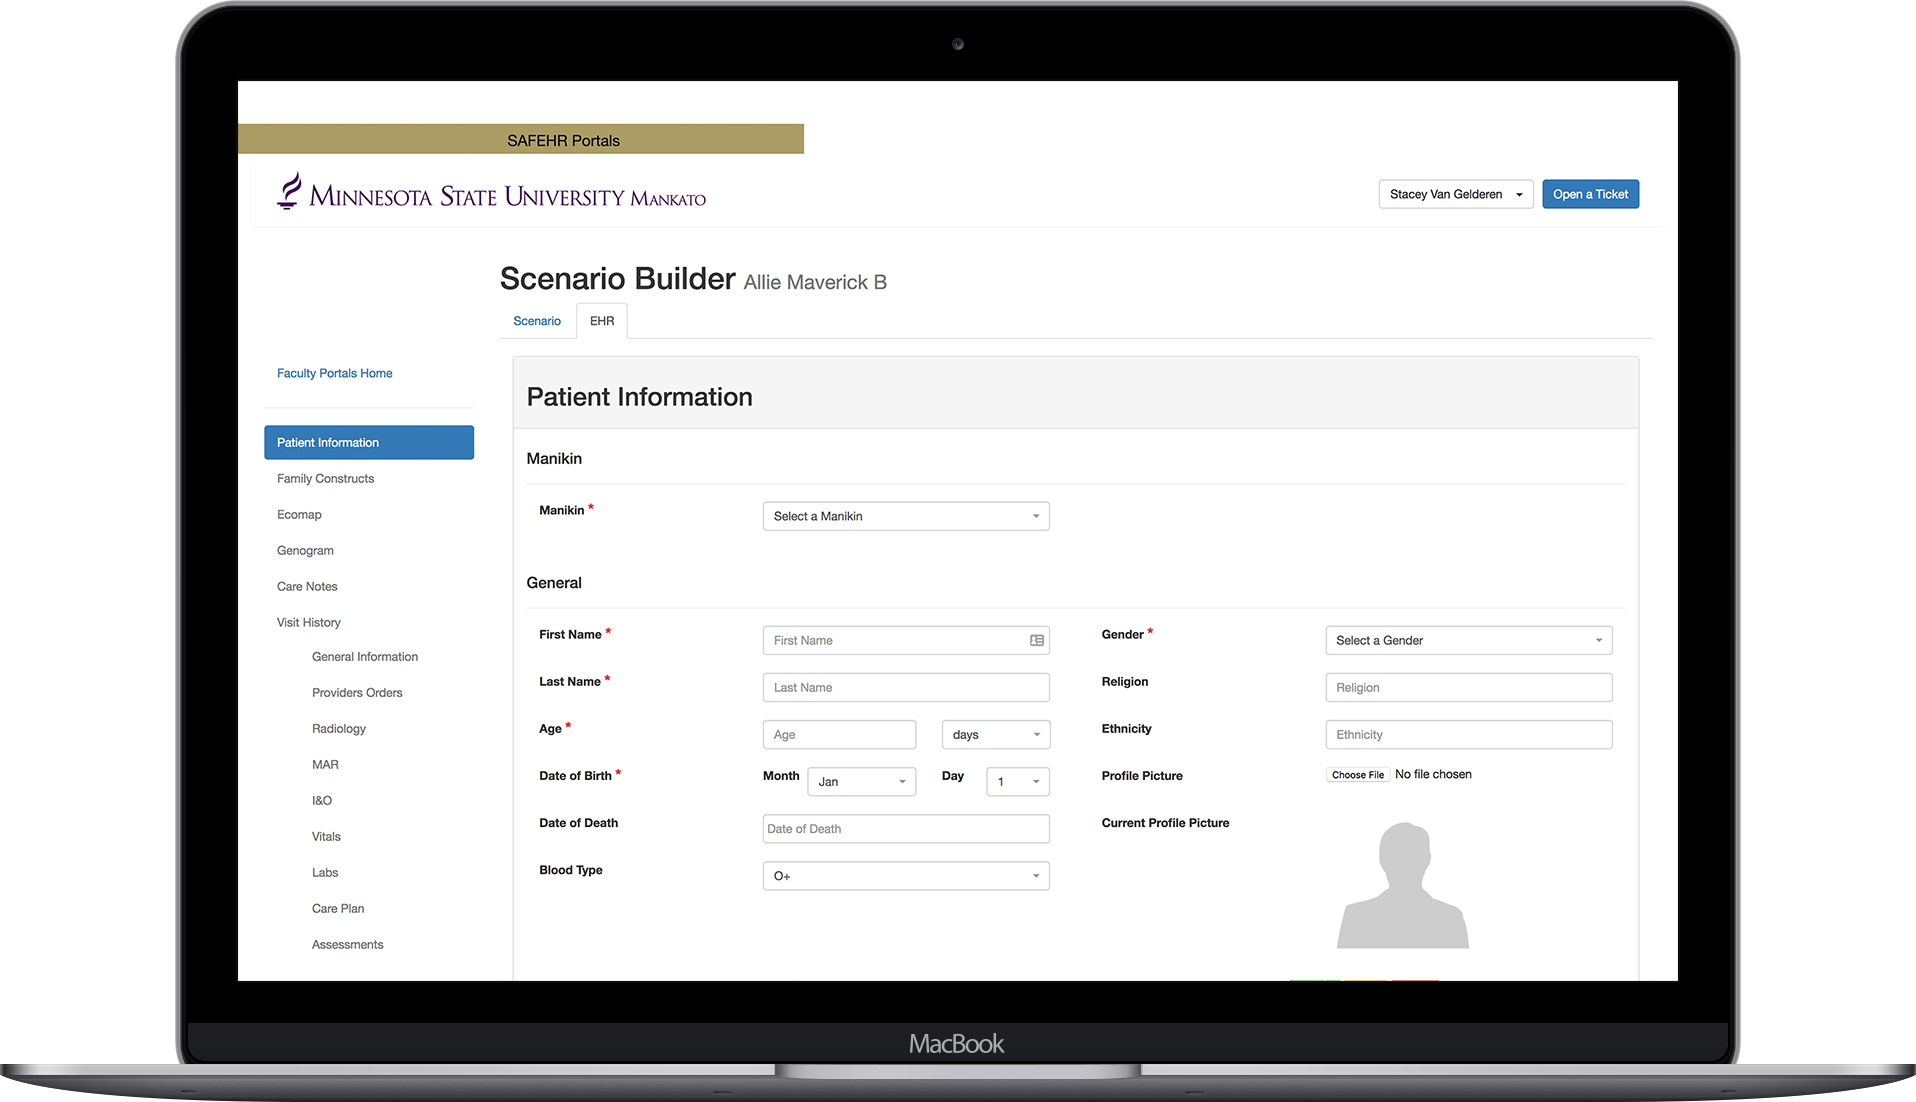 SAFEHR Portals
MINNESOTA STATE UNIVERSITY MANKATO
Stacey Van Gelderen
Open a Ticket
Scenario Builder Allie Maverick B
Scenario
EHR
Faculty Portals Home
Patient Information
Family Constructs
Ecomap
Genogram
Care Notes
Visit History
General Information
Providers Orders
Radiology
MAR
I&O
Vitals
Labs
Care Plan
Assessments
Patient Information
Manikin
Manikin * Select a Manikin
General
First Name * First Name
Last Name * Last Name
Age * Age days
Date of Birth * Month Jan Day 1
Date of Death Date of Death
Blood Type O+
Gender * Select a Gender
Religion Religion
Ethnicity Ethnicity
Profile Picture Choose File No file chosen
Current Profile Picture
MacBook